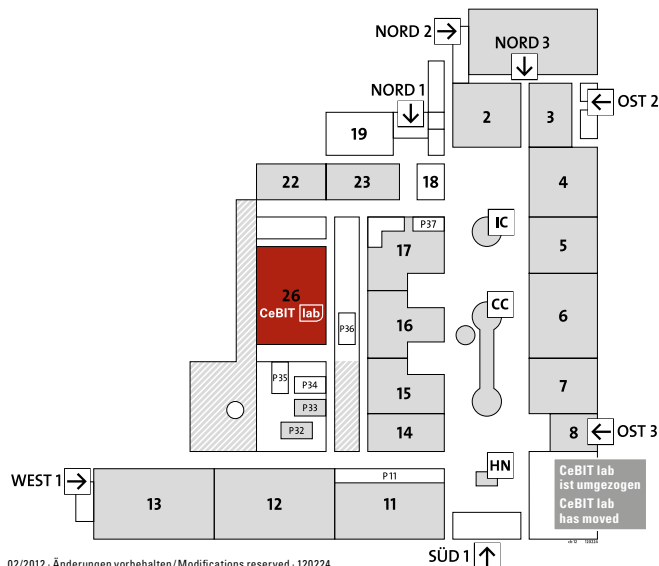 NORD 2
NORD 3
NORD 1
OST 2
2
3
19
22
23
18
4
IC
P37
17
5
26
CeBIT lab
CC
P36
16
6
P35
P34
15
7
P33
P32
14
8
OST 3
HN
WEST 1
P11
13
12
11
CeBIT lab
ist umgezogen
CeBIT lab
has moved
SÜD 1
02/2012 · Änderungen vorbehalten/Modifications reserved · 120224